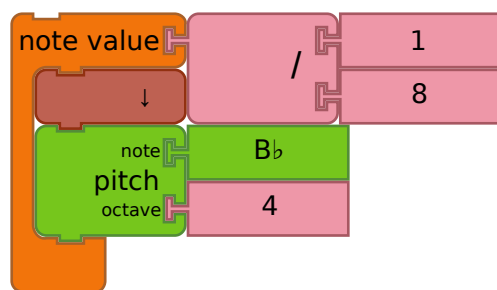 note value / 1
↓ 8
note B♭
pitch
octave 4